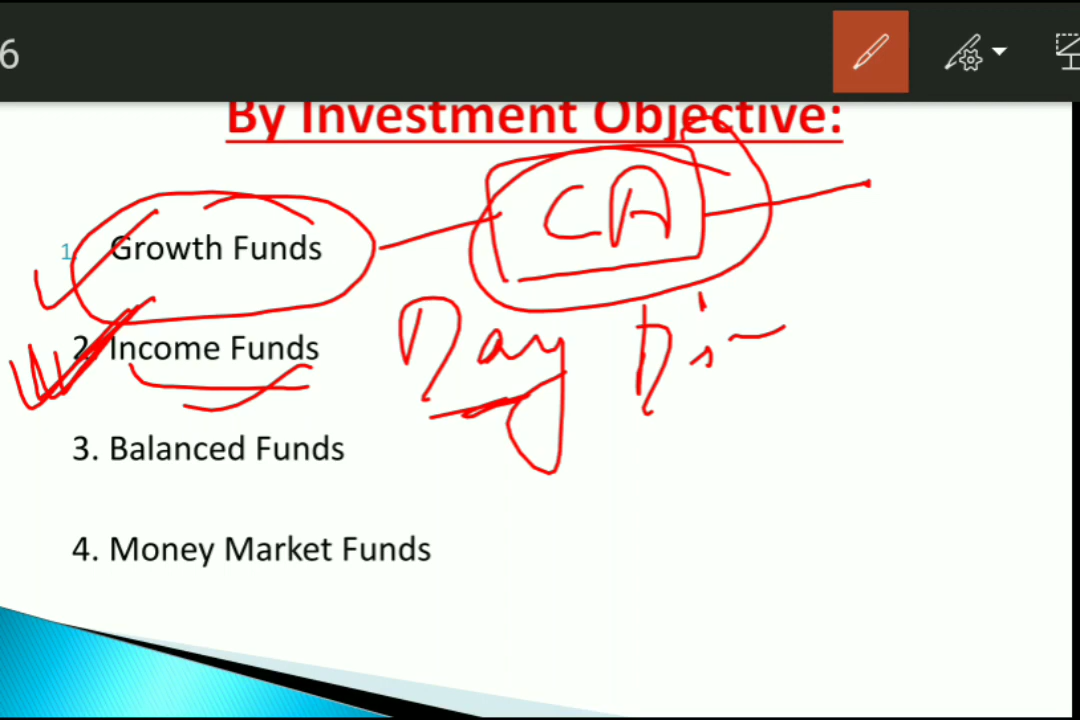 6
By Investment Objective:
1. Growth Funds
CA
2. Income Funds
Day Di
3. Balanced Funds
4. Money Market Funds